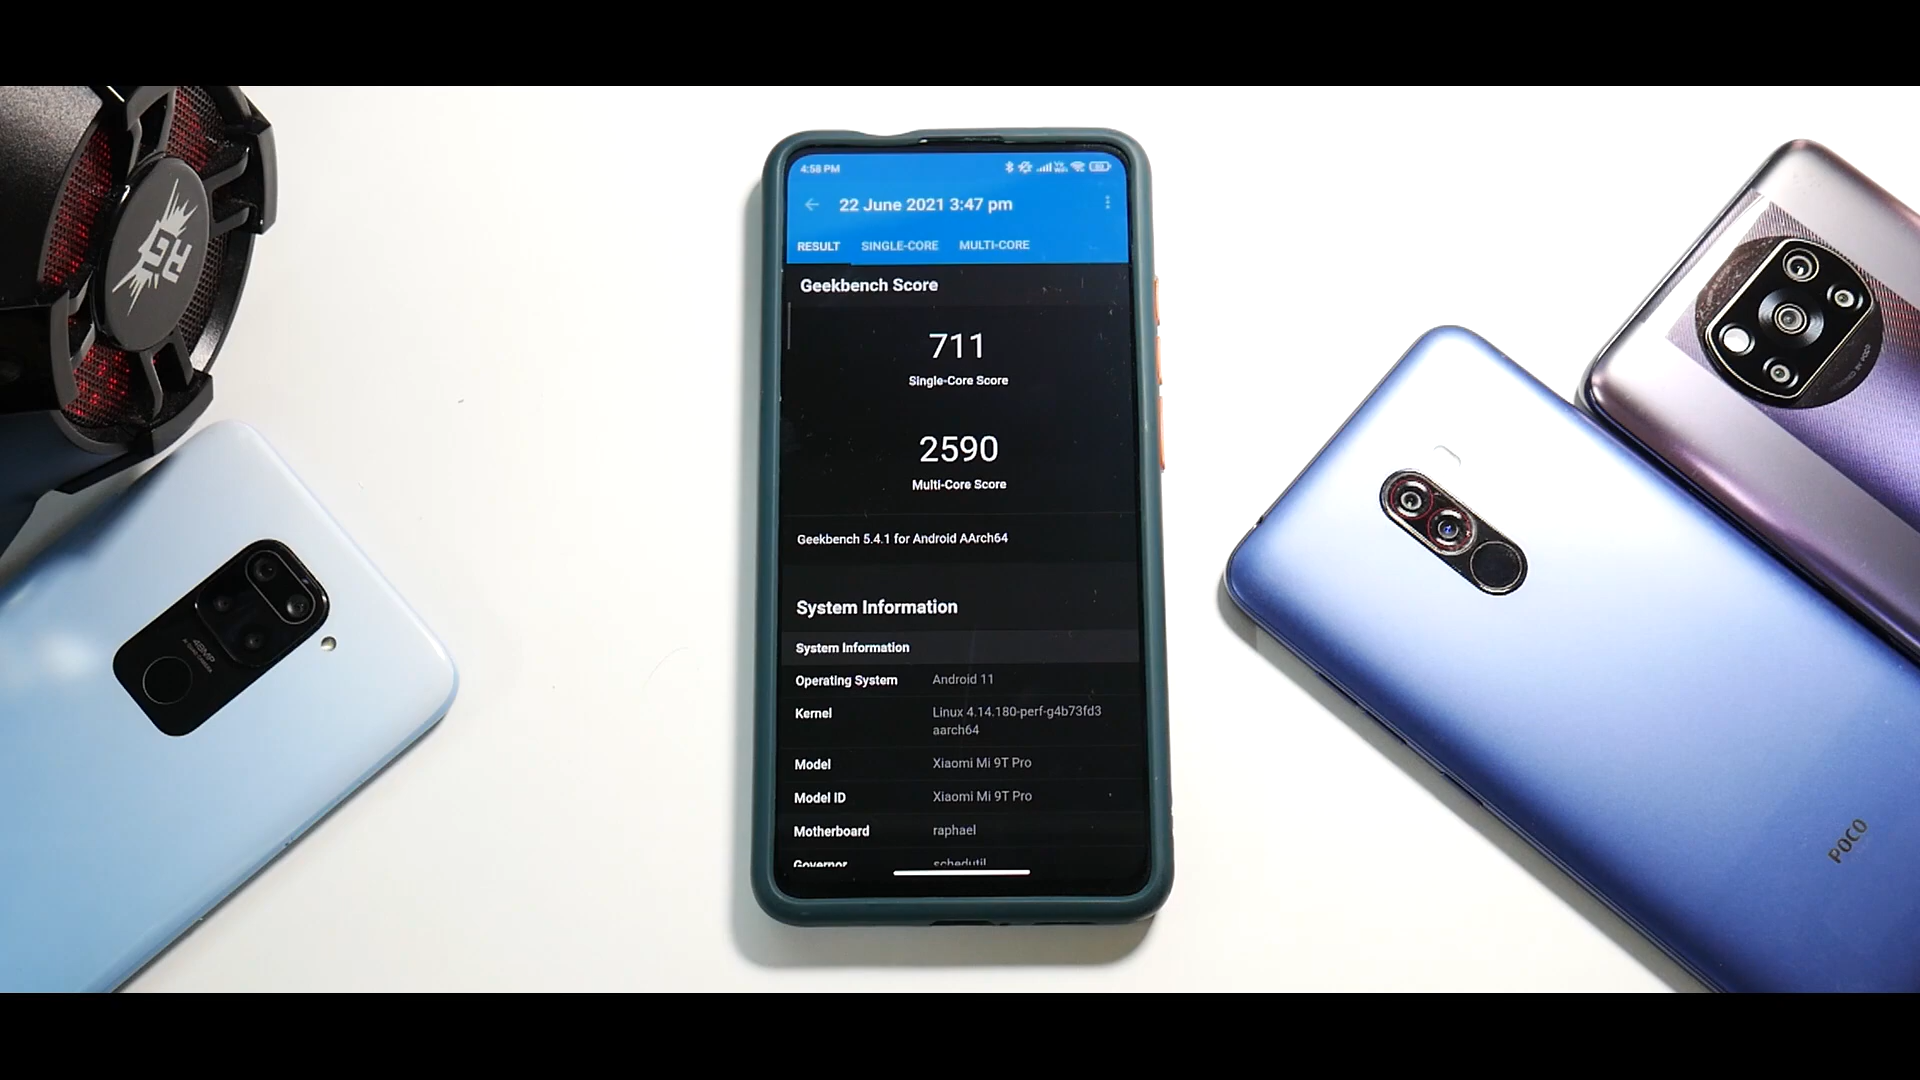 4:58 PM
22 June 2021 3:47 pm
RESULT SINGLE-CORE MULTI-CORE
Geekbench Score
711
Single-Core Score
2590
Multi-Core Score
Geekbench 5.4.1 for Android AArch64
System Information
System Information
Operating System Android 11
Kernel Linux 4.14.180-perf-g4b73fd3
aarch64
Model Xiaomi Mi 9T Pro
Model ID Xiaomi Mi 9T Pro
Motherboard raphael
Governor schedutil
48MP
POCO